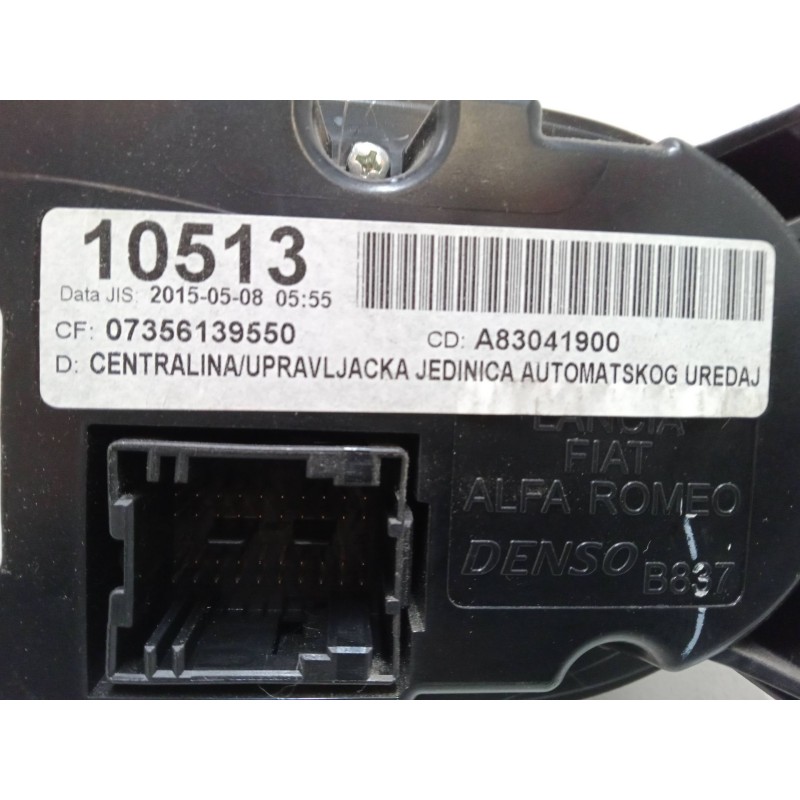 10513
Data JIS: 2015-05-08 05:55
CF: 07356139550
CD: A83041900
D: CENTRALINA/UPRAVLJACKA JEDINICA AUTOMATSKOG UREDAJ
LANCIA
FIAT
ALFA ROMEO
DENSO
B837